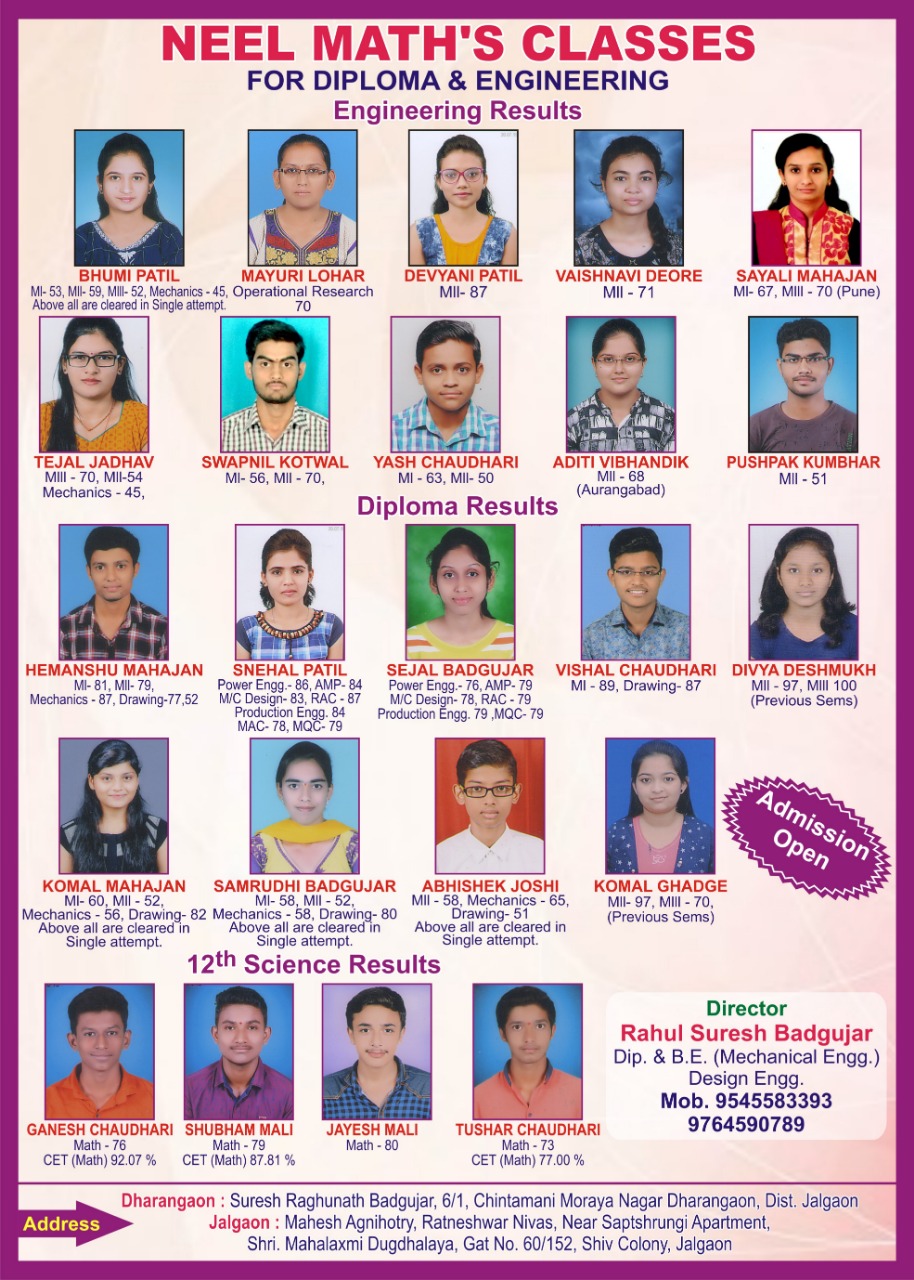 NEEL MATH'S CLASSES
FOR DIPLOMA & ENGINEERING
Engineering Results
BHUMI PATIL
MI- 53, MII- 59, MIII- 52, Mechanics - 45,
Above all are cleared in Single attempt.
MAYURI LOHAR
Operational Research
70
DEVYANI PATIL
MII- 87
VAISHNAVI DEORE
MII - 71
SAYALI MAHAJAN
MI- 67, MIII - 70 (Pune)
TEJAL JADHAV
MIII - 70, MII-54
Mechanics - 45,
SWAPNIL KOTWAL
MI- 56, MII - 70,
YASH CHAUDHARI
MI - 63, MII- 50
ADITI VIBHANDIK
MII - 68
(Aurangabad)
PUSHPAK KUMBHAR
MII - 51
Diploma Results
HEMANSHU MAHAJAN
MI- 81, MII- 79,
Mechanics - 87, Drawing-77,52
SNEHAL PATIL
Power Engg.- 86, AMP- 84
M/C Design- 83, RAC - 87
Production Engg. 84
MAC- 78, MQC- 79
SEJAL BADGUJAR
Power Engg.- 76, AMP- 79
M/C Design- 78, RAC - 79
Production Engg. 79 ,MQC- 79
VISHAL CHAUDHARI
MI - 89, Drawing- 87
DIVYA DESHMUKH
MII - 97, MIII 100
(Previous Sems)
KOMAL MAHAJAN
MI- 60, MII - 52,
Mechanics - 56, Drawing- 82
Above all are cleared in
Single attempt.
SAMRUDHI BADGUJAR
MI- 58, MII - 52,
Mechanics - 58, Drawing- 80
Above all are cleared in
Single attempt.
ABHISHEK JOSHI
MII - 58, Mechanics - 65,
Drawing- 51
Above all are cleared in
Single attempt.
KOMAL GHADGE
MII- 97, MIII - 70,
(Previous Sems)
Admission
Open
12th Science Results
GANESH CHAUDHARI
Math - 76
CET (Math) 92.07 %
SHUBHAM MALI
Math - 79
CET (Math) 87.81 %
JAYESH MALI
Math - 80
TUSHAR CHAUDHARI
Math - 73
CET (Math) 77.00 %
Director
Rahul Suresh Badgujar
Dip. & B.E. (Mechanical Engg.)
Design Engg.
Mob. 9545583393
9764590789
Address
Dharangaon : Suresh Raghunath Badgujar, 6/1, Chintamani Moraya Nagar Dharangaon, Dist. Jalgaon
Jalgaon : Mahesh Agnihotry, Ratneshwar Nivas, Near Saptshrungi Apartment,
Shri. Mahalaxmi Dugdhalaya, Gat No. 60/152, Shiv Colony, Jalgaon